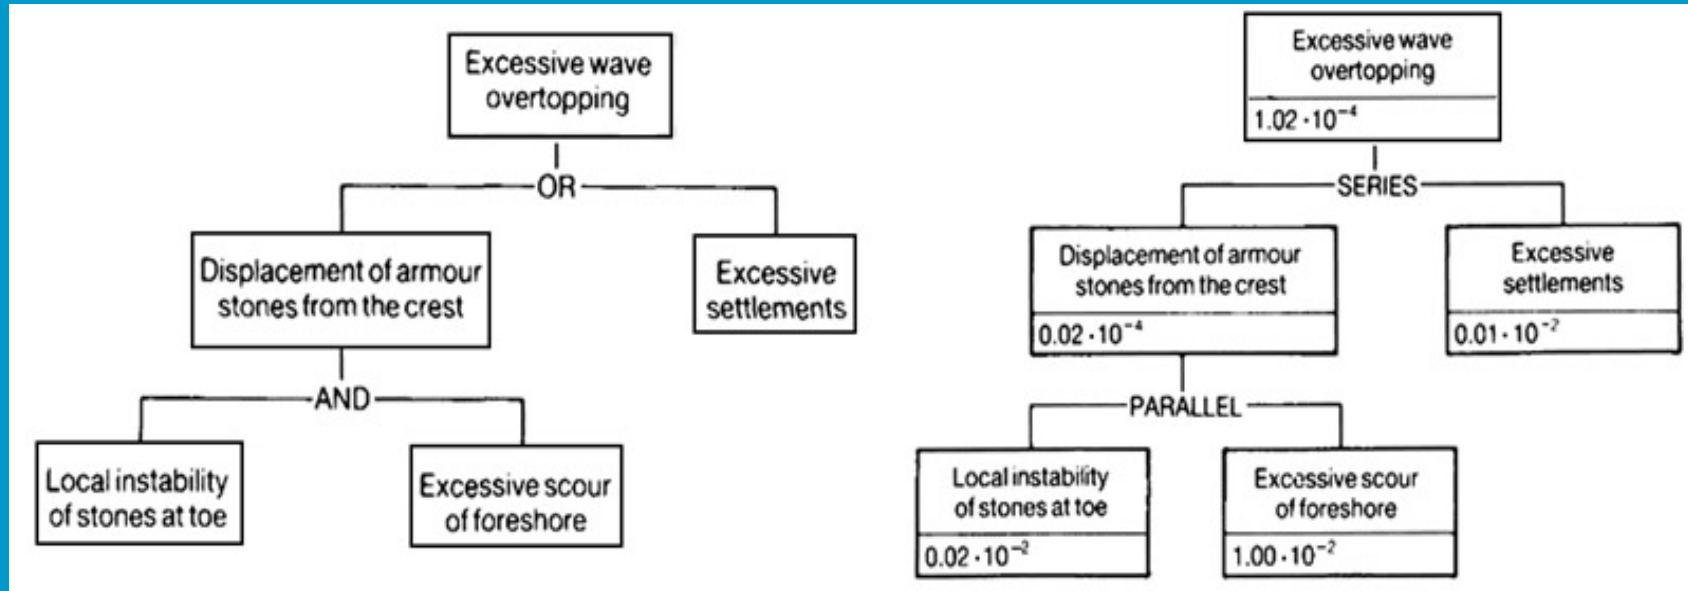 Excessive wave
overtopping
OR
Displacement of armour
stones from the crest
Excessive
settlements
AND
Local instability
of stones at toe
Excessive scour
of foreshore
Excessive wave
overtopping
1.02 · 10⁻⁴
SERIES
Displacement of armour
stones from the crest
0.02 · 10⁻⁴
Excessive
settlements
0.01 · 10⁻²
PARALLEL
Local instability
of stones at toe
0.02 · 10⁻²
Excessive scour
of foreshore
1.00 · 10⁻²